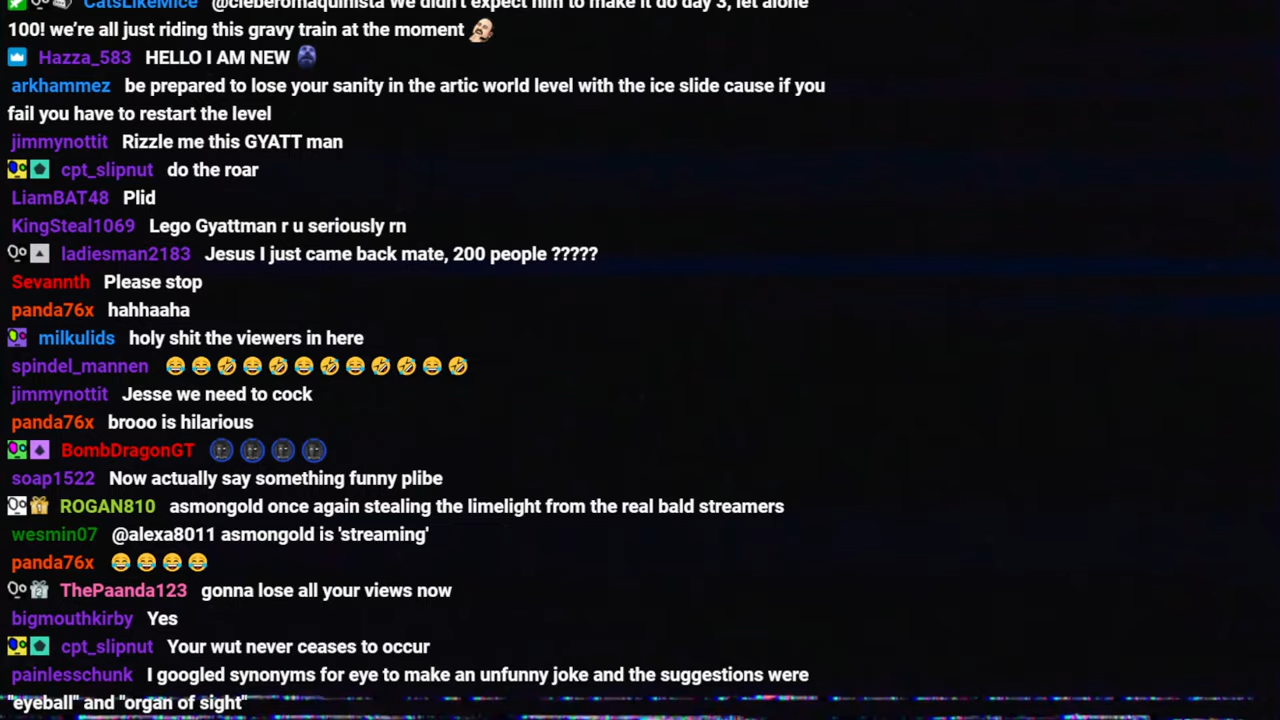 CatsLikeMice @cleberomaquinista We didn't expect him to make it do day 3, let alone
100! we're all just riding this gravy train at the moment
Hazza_583 HELLO I AM NEW
arkhammez be prepared to lose your sanity in the artic world level with the ice slide cause if you
fail you have to restart the level
jimmynottit Rizzle me this GYATT man
cpt_slipnut do the roar
LiamBAT48 Plid
KingSteal1069 Lego Gyattman r u seriously rn
ladiesman2183 Jesus I just came back mate, 200 people ?????
Sevannth Please stop
panda76x hahhaaha
milkulids holy shit the viewers in here
spindel_mannen 😂😂🤣😂🤣😂🤣😂🤣🤣😂🤣
jimmynottit Jesse we need to cock
panda76x brooo is hilarious
BombDragonGT
soap1522 Now actually say something funny plibe
ROGAN810 asmongold once again stealing the limelight from the real bald streamers
wesmin07 @alexa8011 asmongold is 'streaming'
panda76x 😂😂😂😂
ThePaanda123 gonna lose all your views now
bigmouthkirby Yes
cpt_slipnut Your wut never ceases to occur
painlesschunk I googled synonyms for eye to make an unfunny joke and the suggestions were
"eyeball" and "organ of sight"